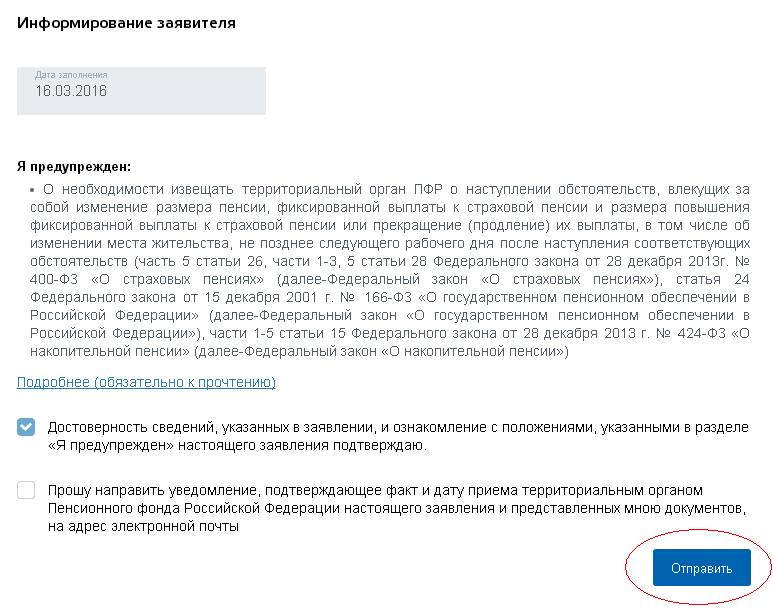 Информирование заявителя
Дата заполнения
16.03.2016
Я предупрежден:
• О необходимости извещать территориальный орган ПФР о наступлении обстоятельств, влекущих за
собой изменение размера пенсии, фиксированной выплаты к страховой пенсии и размера повышения
фиксированной выплаты к страховой пенсии или прекращение (продление) их выплаты, в том числе об
изменении места жительства, не позднее следующего рабочего дня после наступления соответствующих
обстоятельств (часть 5 статьи 26, части 1-3, 5 статьи 28 Федерального закона от 28 декабря 2013г. №
400-ФЗ «О страховых пенсиях» (далее-Федеральный закон «О страховых пенсиях»), статья 24
Федерального закона от 15 декабря 2001 г. № 166-ФЗ «О государственном пенсионном обеспечении в
Российской Федерации» (далее-Федеральный закон «О государственном пенсионном обеспечении в
Российской Федерации»), части 1-5 статьи 15 Федерального закона от 28 декабря 2013 г. № 424-ФЗ «О
накопительной пенсии» (далее-Федеральный закон «О накопительной пенсии»)
Подробнее (обязательно к прочтению)
Достоверность сведений, указанных в заявлении, и ознакомление с положениями, указанными в разделе
«Я предупрежден» настоящего заявления подтверждаю.
Прошу направить уведомление, подтверждающее факт и дату приема территориальным органом
Пенсионного фонда Российской Федерации настоящего заявления и представленных мною документов,
на адрес электронной почты
Отправить